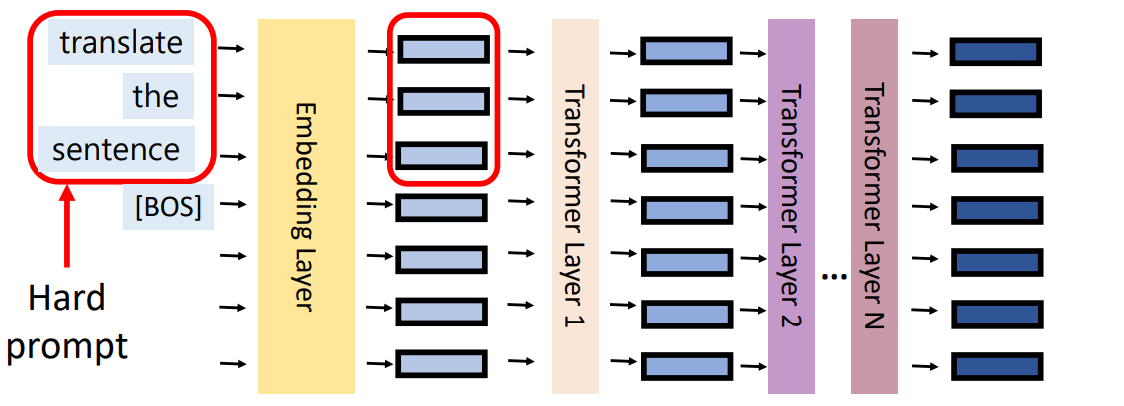 translate
the
sentence
[BOS]
Hard
prompt
Embedding Layer
Transformer Layer 1
Transformer Layer 2
...
Transformer Layer N